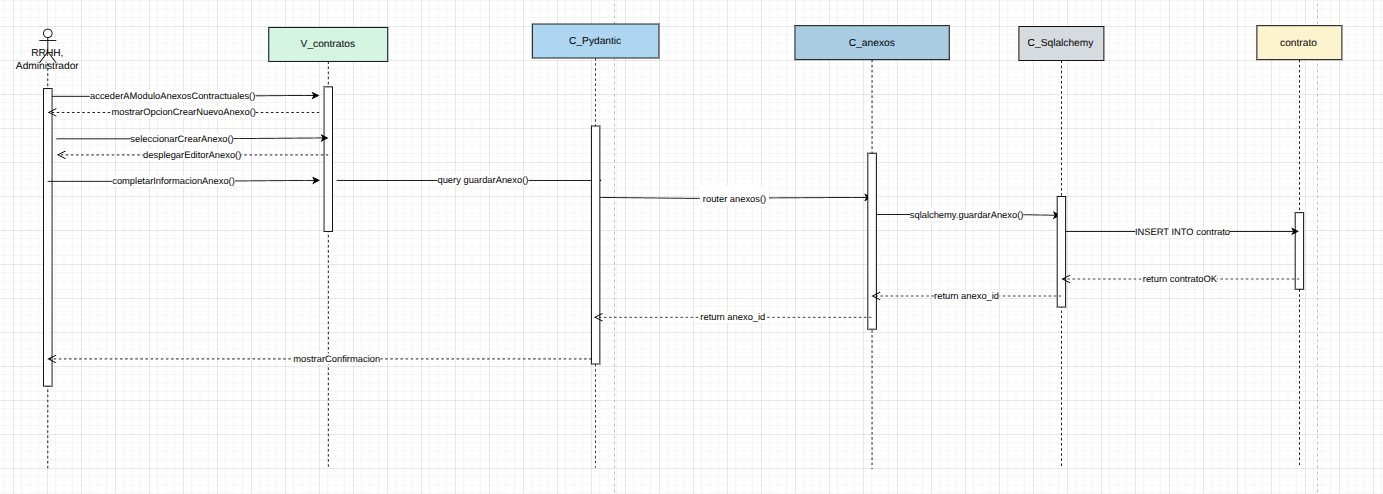 RRHH,
Administrador
V_contratos
C_Pydantic
C_anexos
C_Sqlalchemy
contrato
accederAModuloAnexosContractuales()
mostrarOpcionCrearNuevoAnexo()
seleccionarCrearAnexo()
desplegarEditorAnexo()
completarInformacionAnexo()
query guardarAnexo()
router anexos()
sqlalchemy.guardarAnexo()
INSERT INTO contrato
return contratoOK
return anexo_id
return anexo_id
mostrarConfirmacion